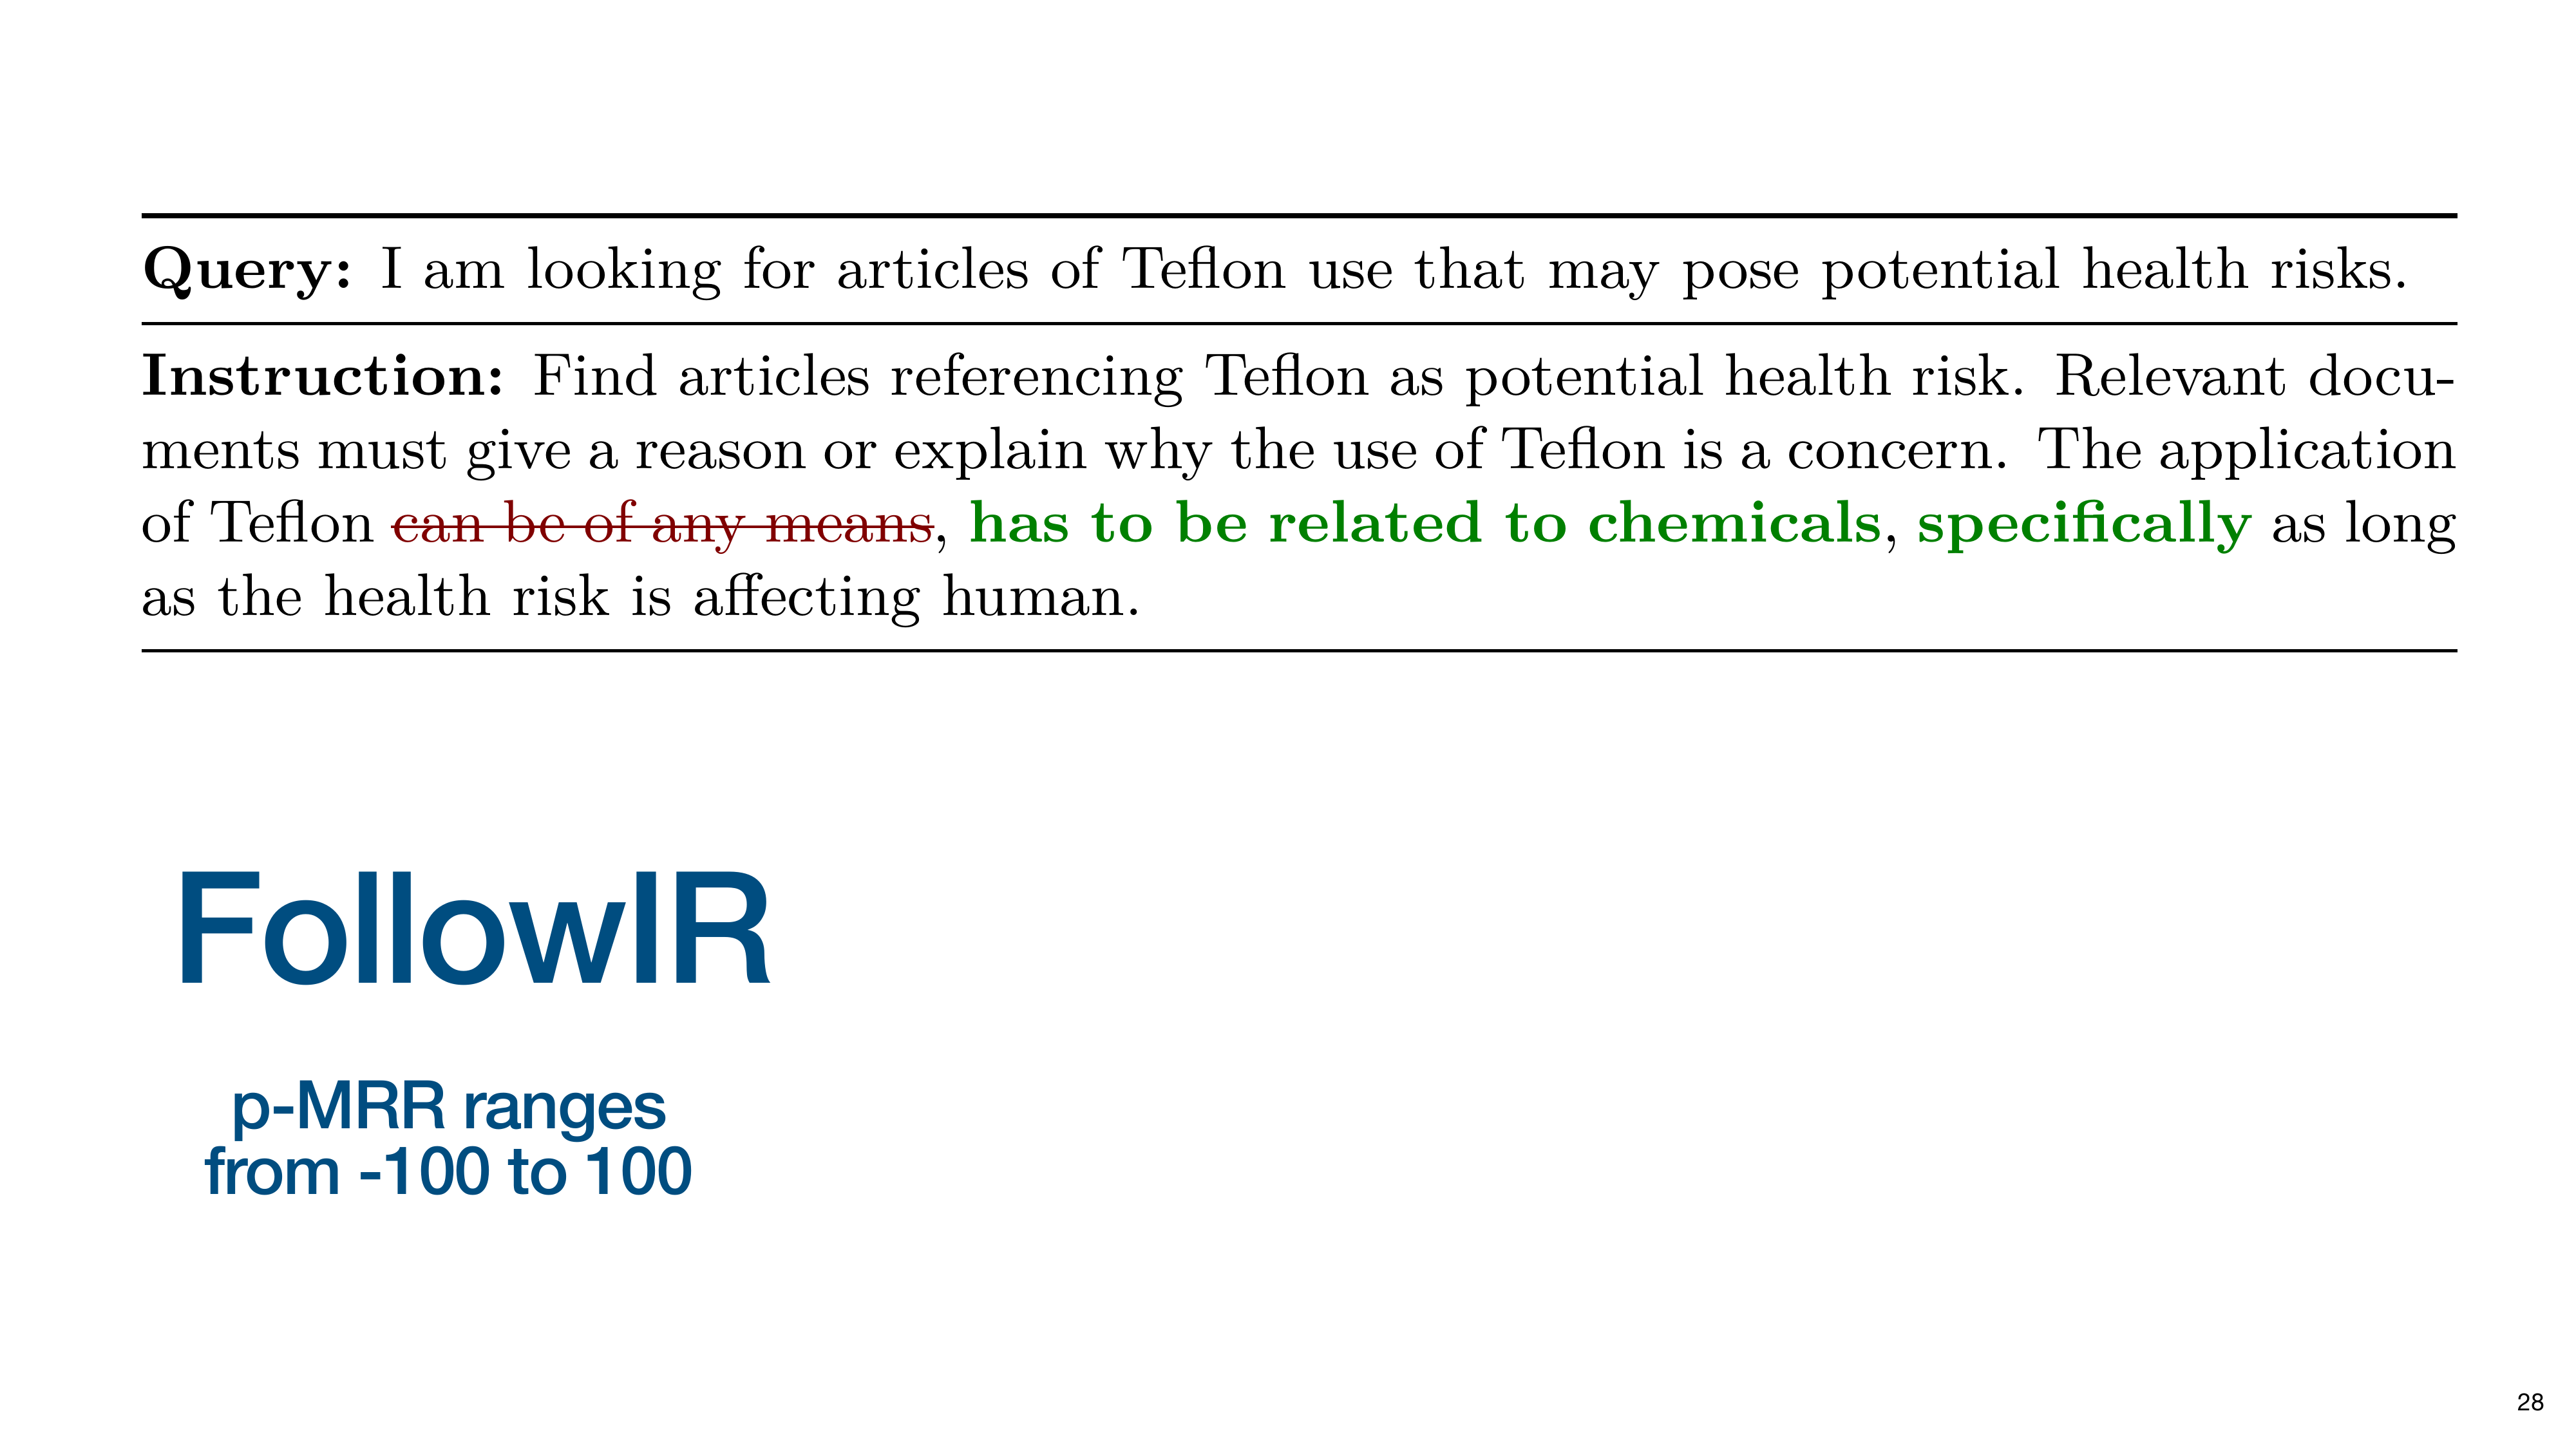 Query: I am looking for articles of Teflon use that may pose potential health risks.
Instruction: Find articles referencing Teflon as potential health risk. Relevant docu-
ments must give a reason or explain why the use of Teflon is a concern. The application
of Teflon can be of any means, has to be related to chemicals, specifically as long
as the health risk is affecting human.
FollowIR
p-MRR ranges
from -100 to 100
28